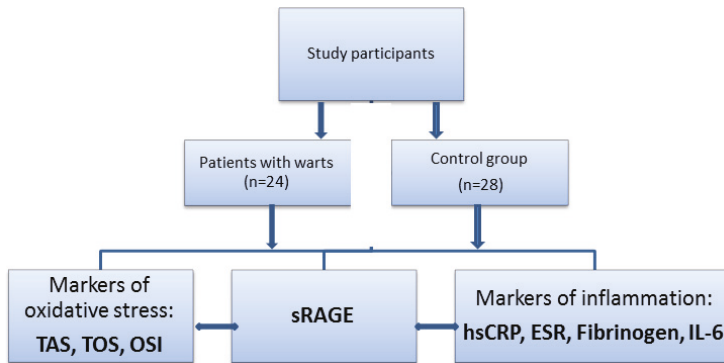 Study participants
Patients with warts
(n=24)
Control group
(n=28)
Markers of
oxidative stress:
TAS, TOS, OSI
sRAGE
Markers of inflammation:
hsCRP, ESR, Fibrinogen, IL-6